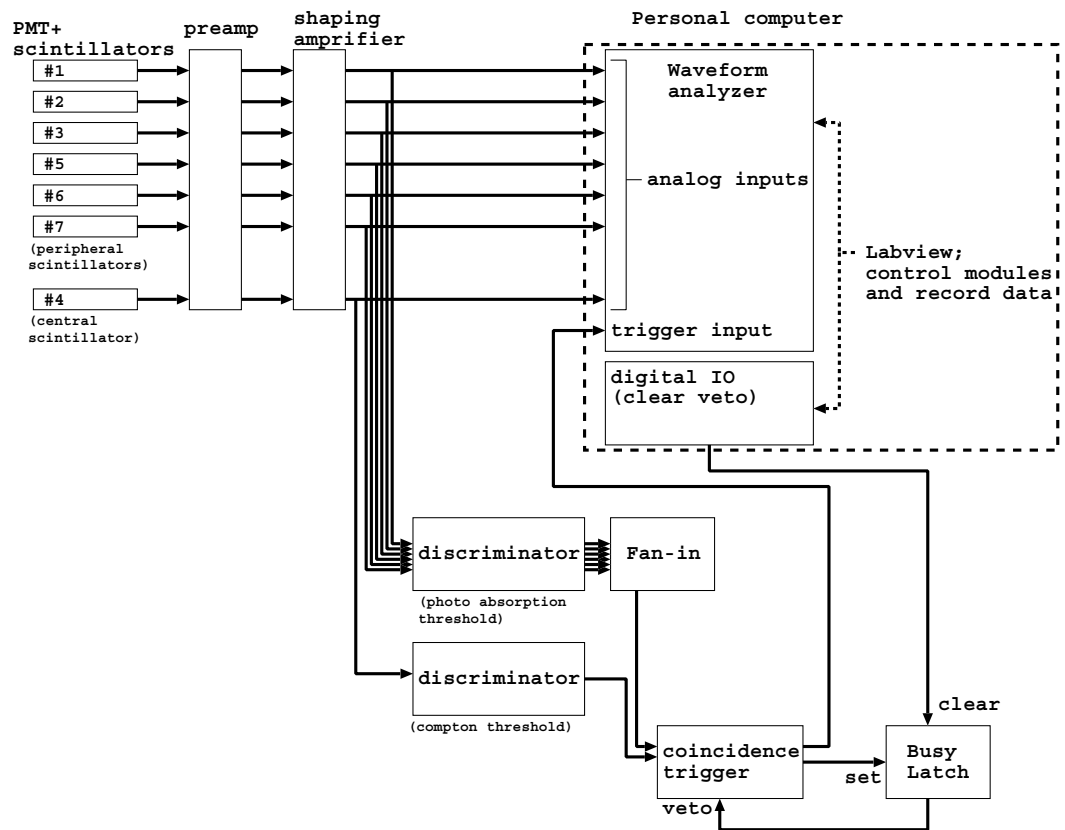 PMT+
scintillators
preamp
shaping
amprifier
Personal computer
#1
#2
#3
#5
#6
#7
(peripheral
scintillators)
#4
(central
scintillator)
Waveform
analyzer
analog inputs
trigger input
Labview;
control modules
and record data
digital IO
(clear veto)
discriminator
(photo absorption
threshold)
Fan-in
discriminator
(compton threshold)
coincidence
trigger
veto
set
clear
Busy
Latch